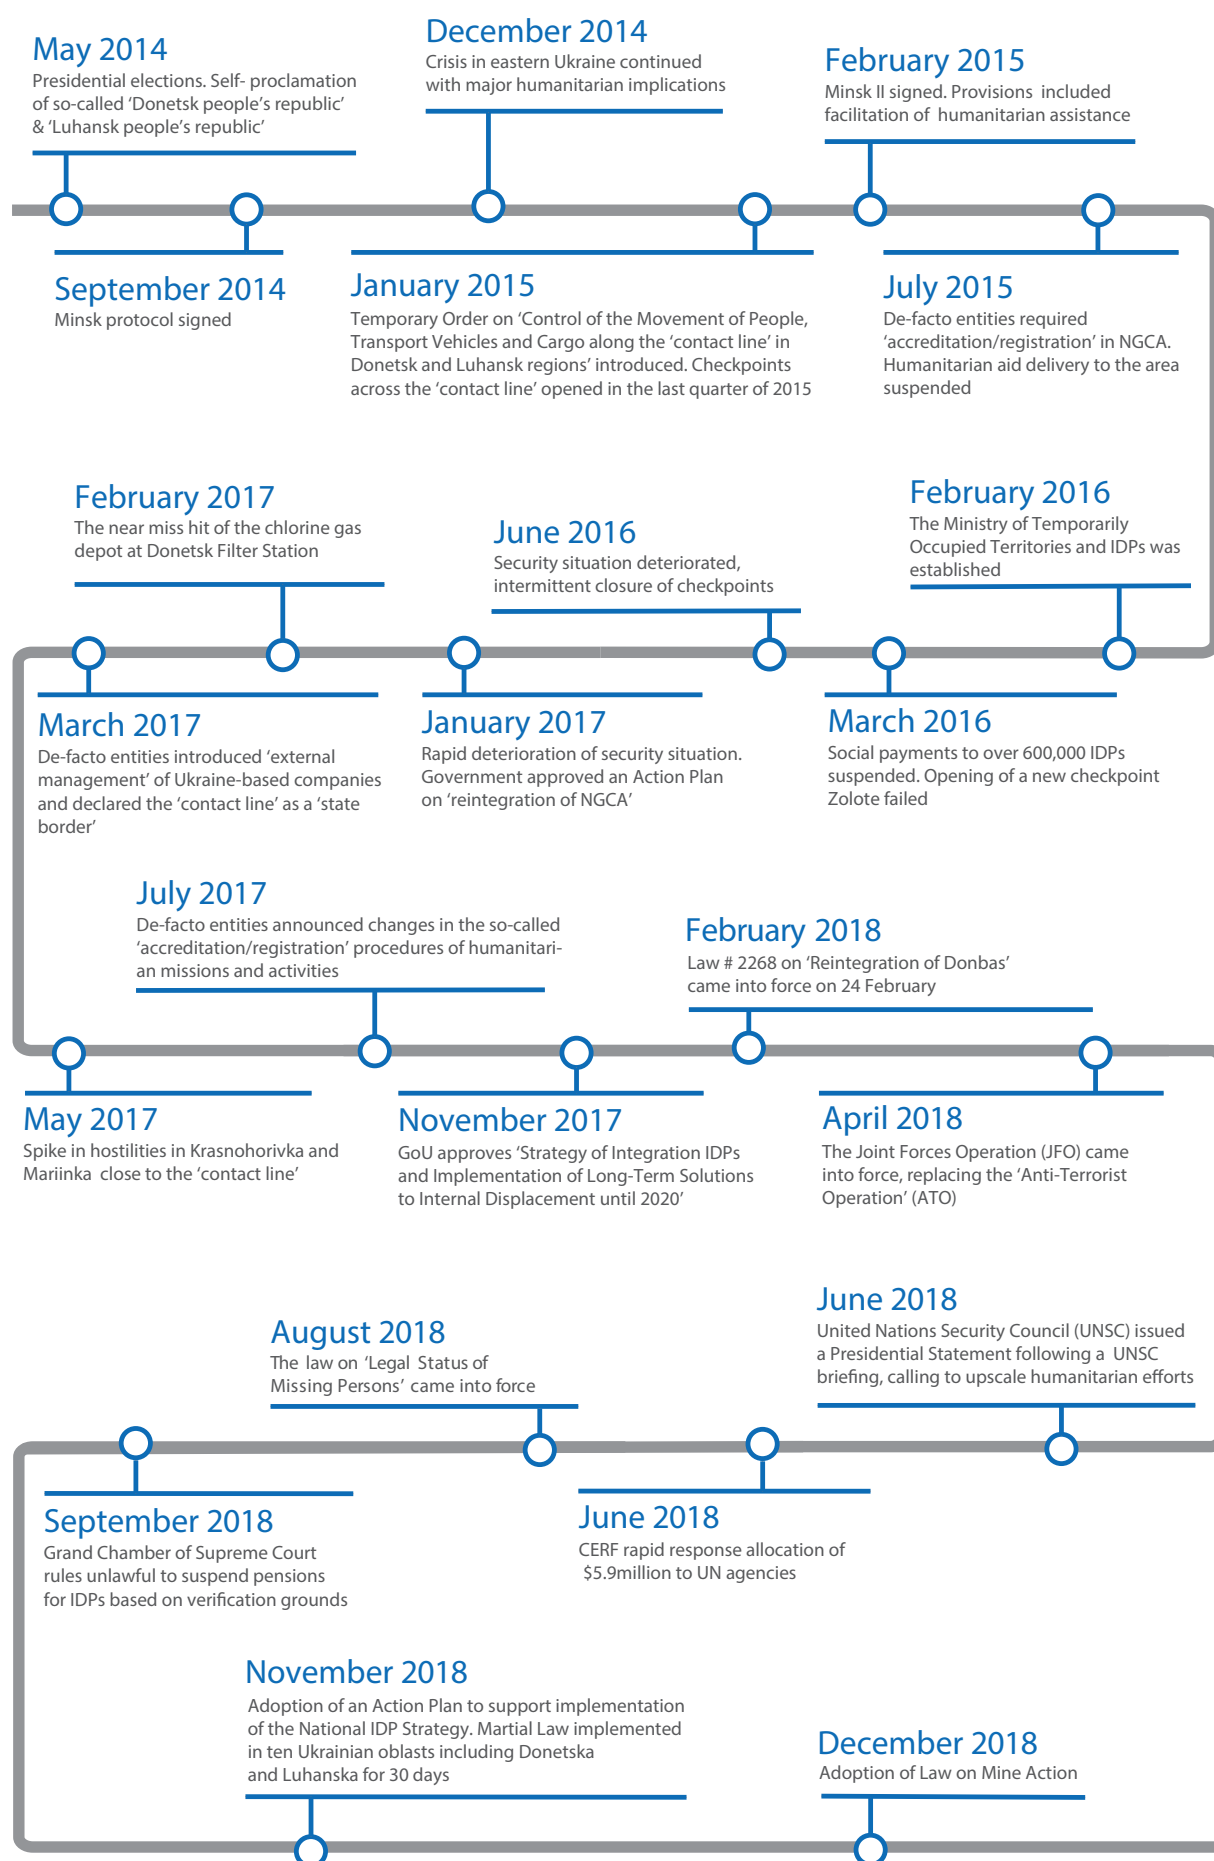 May 2014
Presidential elections. Self- proclamation
of so-called ‘Donetsk people’s republic’
& ‘Luhansk people’s republic’
September 2014
Minsk protocol signed
December 2014
Crisis in eastern Ukraine continued
with major humanitarian implications
January 2015
Temporary Order on ‘Control of the Movement of People,
Transport Vehicles and Cargo along the ‘contact line’ in
Donetsk and Luhansk regions’ introduced. Checkpoints
across the ‘contact line’ opened in the last quarter of 2015
February 2015
Minsk II signed. Provisions included
facilitation of humanitarian assistance
July 2015
De-facto entities required
‘accreditation/registration’ in NGCA.
Humanitarian aid delivery to the area
suspended
February 2016
The Ministry of Temporarily
Occupied Territories and IDPs was
established
March 2016
Social payments to over 600,000 IDPs
suspended. Opening of a new checkpoint
Zolote failed
June 2016
Security situation deteriorated,
intermittent closure of checkpoints
January 2017
Rapid deterioration of security situation.
Government approved an Action Plan
on ‘reintegration of NGCA’
February 2017
The near miss hit of the chlorine gas
depot at Donetsk Filter Station
March 2017
De-facto entities introduced ‘external
management’ of Ukraine-based companies
and declared the ‘contact line’ as a ‘state
border’
May 2017
Spike in hostilities in Krasnohorivka and
Mariinka close to the ‘contact line’
July 2017
De-facto entities announced changes in the so-called
‘accreditation/registration’ procedures of humanitari-
an missions and activities
November 2017
GoU approves ‘Strategy of Integration IDPs
and Implementation of Long-Term Solutions
to Internal Displacement until 2020’
February 2018
Law # 2268 on ‘Reintegration of Donbas’
came into force on 24 February
April 2018
The Joint Forces Operation (JFO) came
into force, replacing the ‘Anti-Terrorist
Operation’ (ATO)
June 2018
United Nations Security Council (UNSC) issued
a Presidential Statement following a UNSC
briefing, calling to upscale humanitarian efforts
June 2018
CERF rapid response allocation of
$5.9million to UN agencies
August 2018
The law on ‘Legal Status of
Missing Persons’ came into force
September 2018
Grand Chamber of Supreme Court
rules unlawful to suspend pensions
for IDPs based on verification grounds
November 2018
Adoption of an Action Plan to support implementation
of the National IDP Strategy. Martial Law implemented
in ten Ukrainian oblasts including Donetska
and Luhanska for 30 days
December 2018
Adoption of Law on Mine Action